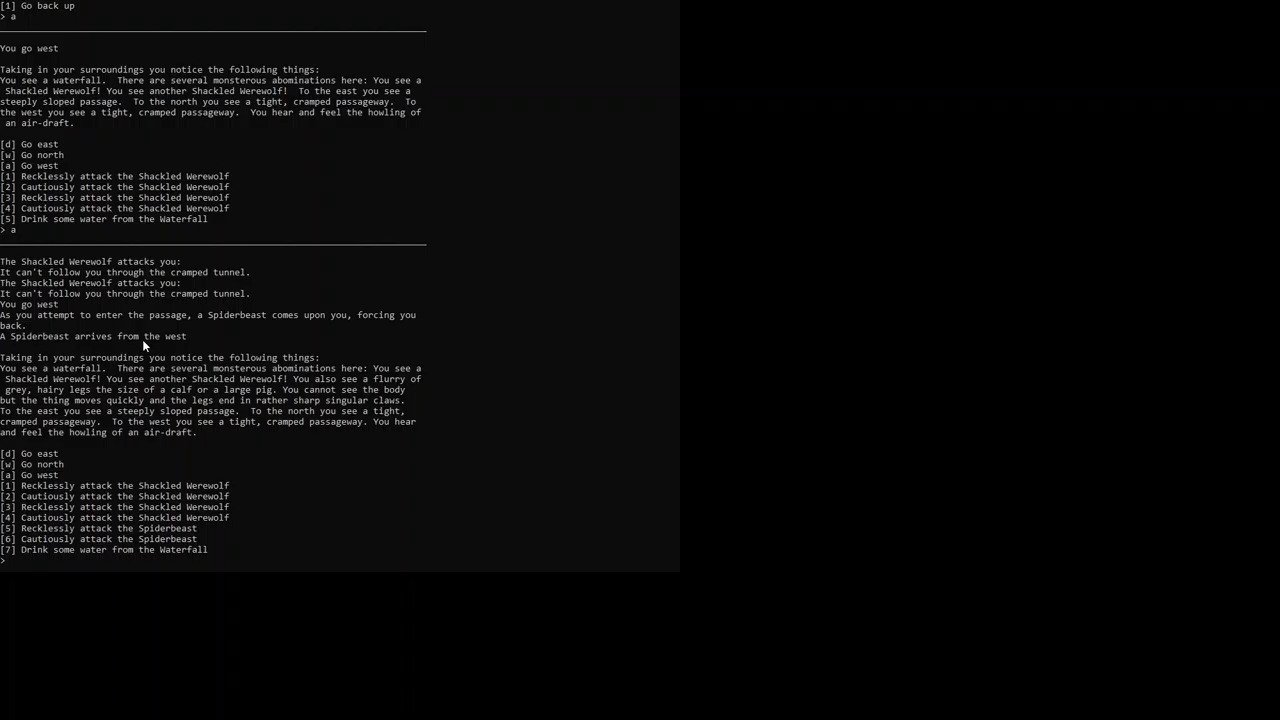 [1] Go back up
> a
You go west
Taking in your surroundings you notice the following things:
You see a waterfall.  There are several monsterous abominations here: You see a
Shackled Werewolf! You see another Shackled Werewolf!  To the east you see a
steeply sloped passage.  To the north you see a tight, cramped passageway.  To
the west you see a tight, cramped passageway.  You hear and feel the howling of
an air-draft.
[d] Go east
[w] Go north
[a] Go west
[1] Recklessly attack the Shackled Werewolf
[2] Cautiously attack the Shackled Werewolf
[3] Recklessly attack the Shackled Werewolf
[4] Cautiously attack the Shackled Werewolf
[5] Drink some water from the Waterfall
> a
The Shackled Werewolf attacks you:
It can't follow you through the cramped tunnel.
The Shackled Werewolf attacks you:
It can't follow you through the cramped tunnel.
You go west
As you attempt to enter the passage, a Spiderbeast comes upon you, forcing you
back.
A Spiderbeast arrives from the west
Taking in your surroundings you notice the following things:
You see a waterfall.  There are several monsterous abominations here: You see a
Shackled Werewolf! You see another Shackled Werewolf! You also see a flurry of
grey, hairy legs the size of a calf or a large pig. You cannot see the body
but the thing moves quickly and the legs end in rather sharp singular claws.
To the east you see a steeply sloped passage.  To the north you see a tight,
cramped passageway.  To the west you see a tight, cramped passageway. You hear
and feel the howling of an air-draft.
[d] Go east
[w] Go north
[a] Go west
[1] Recklessly attack the Shackled Werewolf
[2] Cautiously attack the Shackled Werewolf
[3] Recklessly attack the Shackled Werewolf
[4] Cautiously attack the Shackled Werewolf
[5] Recklessly attack the Spiderbeast
[6] Cautiously attack the Spiderbeast
[7] Drink some water from the Waterfall
>